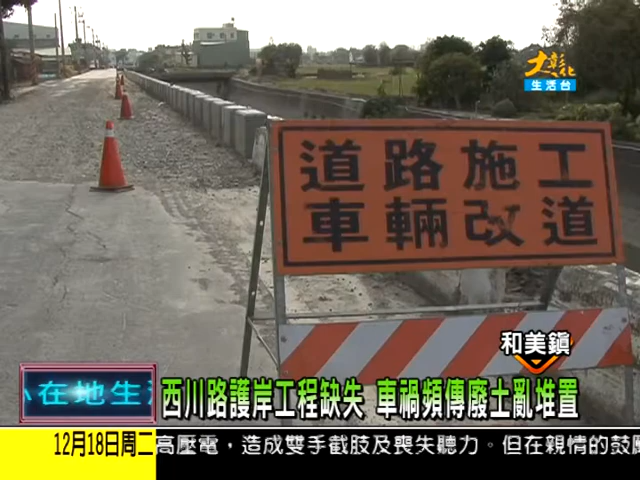 大彰化
生活台
道路施工
車輛改道
和美鎮
在地生活
西川路護岸工程缺失 車禍頻傳廢土亂堆置
12月18日周二
高壓電，造成雙手截肢及喪失聽力。但在親情的鼓